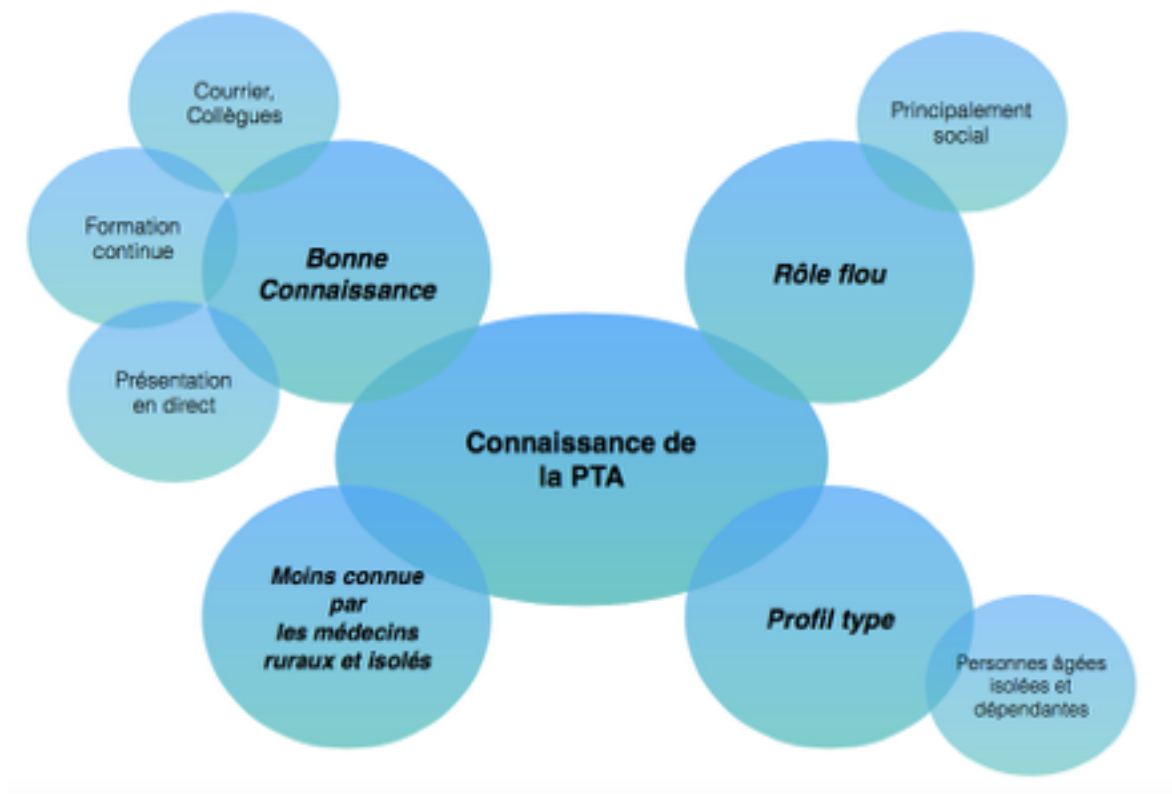 Courrier,
Collègues
Formation
continue
Présentation
en direct
Bonne
Connaissance
Principalement
social
Rôle flou
Connaissance de
la PTA
Moins connue
par
les médecins
ruraux et isolés
Profil type
Personnes âgées
isolées et
dépendantes